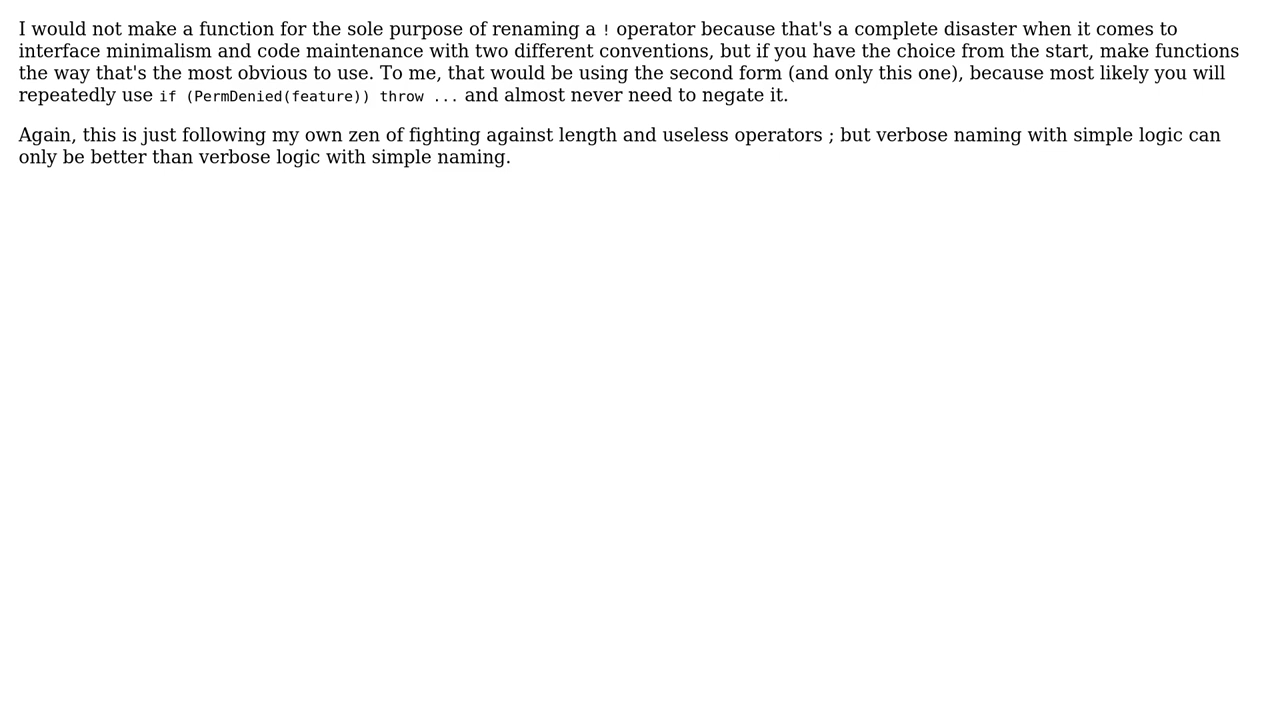 I would not make a function for the sole purpose of renaming a ! operator because that's a complete disaster when it comes to
interface minimalism and code maintenance with two different conventions, but if you have the choice from the start, make functions
the way that's the most obvious to use. To me, that would be using the second form (and only this one), because most likely you will
repeatedly use if (PermDenied(feature)) throw ... and almost never need to negate it.
Again, this is just following my own zen of fighting against length and useless operators ; but verbose naming with simple logic can
only be better than verbose logic with simple naming.